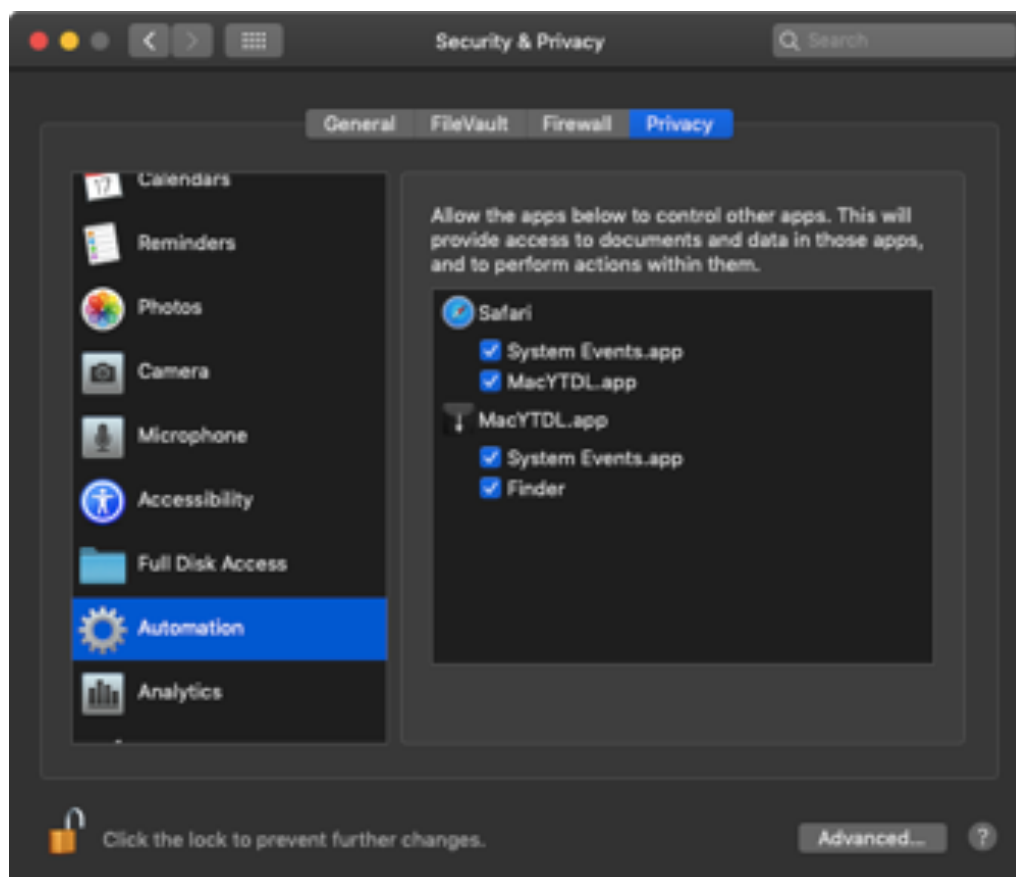 Security & Privacy
Search
General FileVault Firewall Privacy
17
Calendars
Reminders
Photos
Camera
Microphone
Accessibility
Full Disk Access
Automation
Analytics
Allow the apps below to control other apps. This will
provide access to documents and data in those apps,
and to perform actions within them.
Safari
System Events.app
MacYTDL.app
MacYTDL.app
System Events.app
Finder
Click the lock to prevent further changes.
Advanced...
?